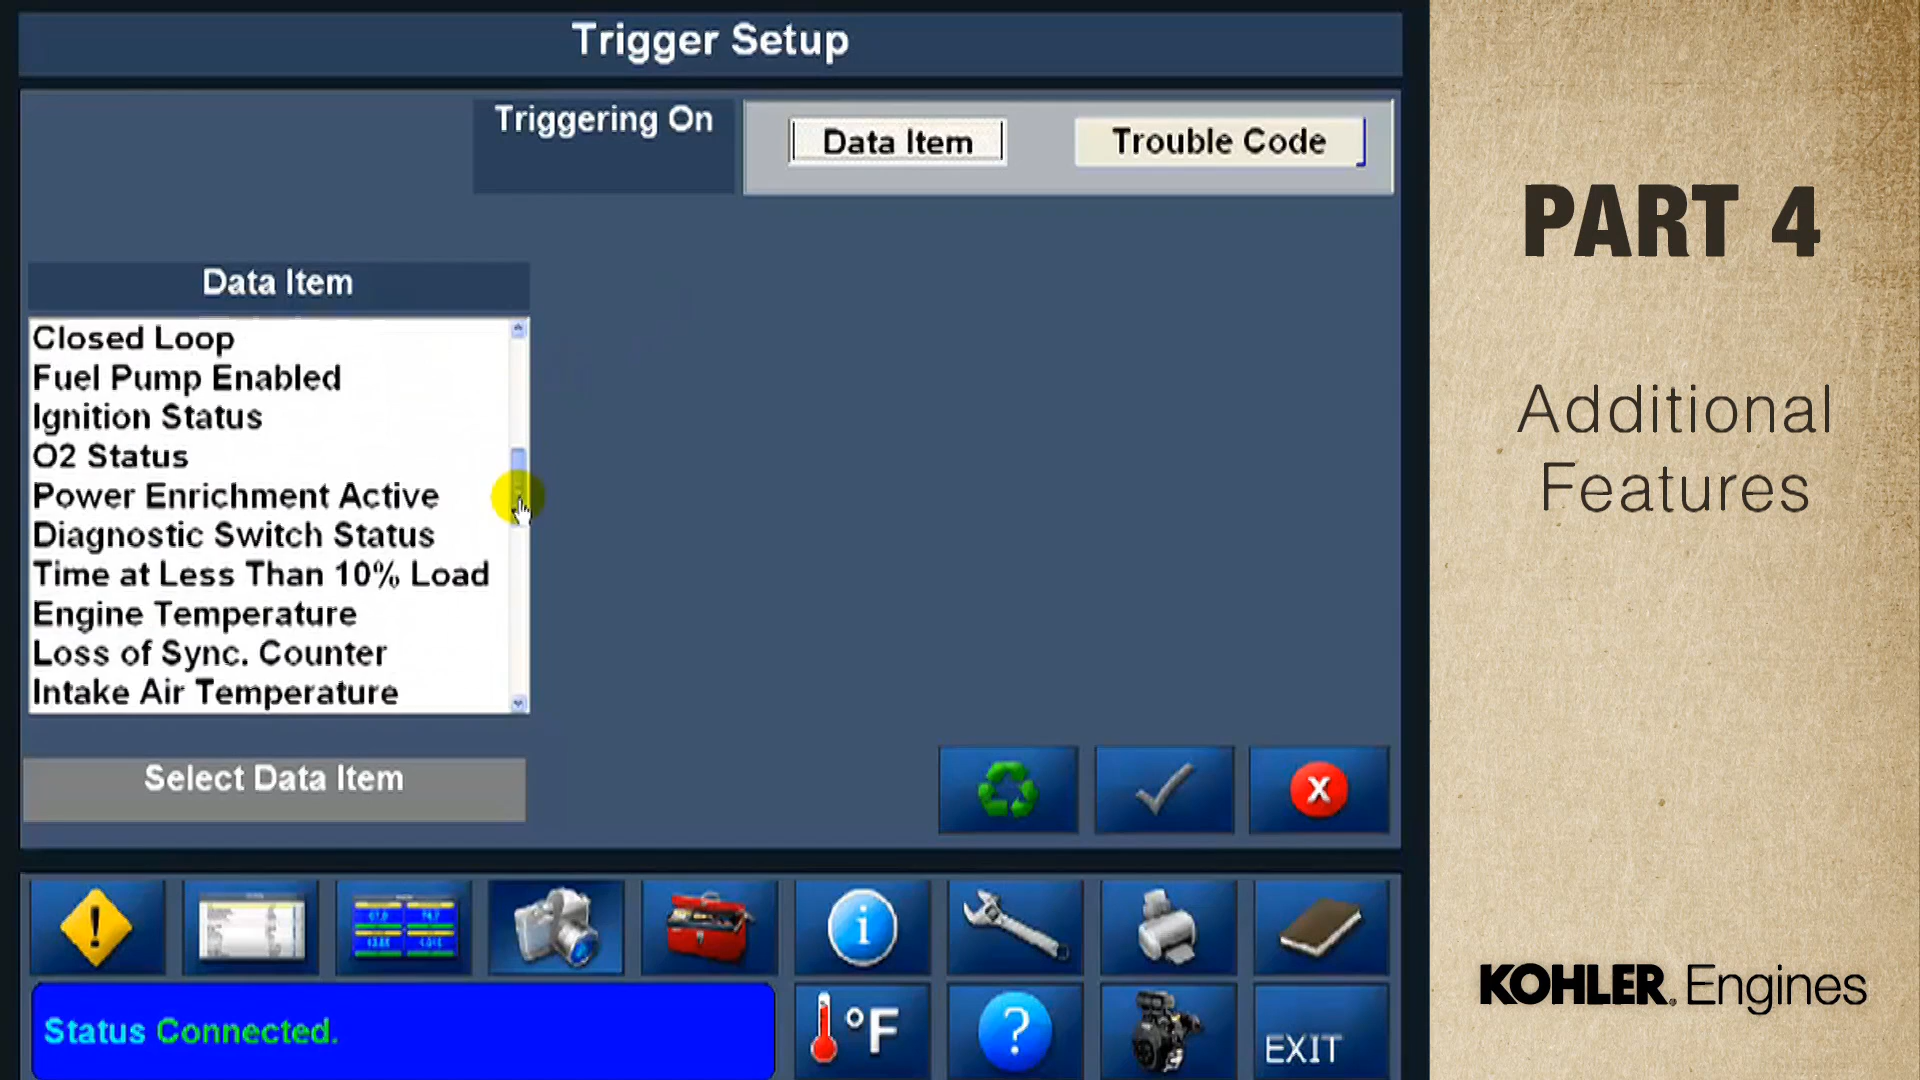 Trigger Setup
Triggering On
Data Item
Trouble Code
Data Item
Closed Loop
Fuel Pump Enabled
Ignition Status
O2 Status
Power Enrichment Active
Diagnostic Switch Status
Time at Less Than 10% Load
Engine Temperature
Loss of Sync. Counter
Intake Air Temperature
Select Data Item
Status Connected.
°F
?
EXIT
PART 4
Additional
Features
KOHLER® Engines